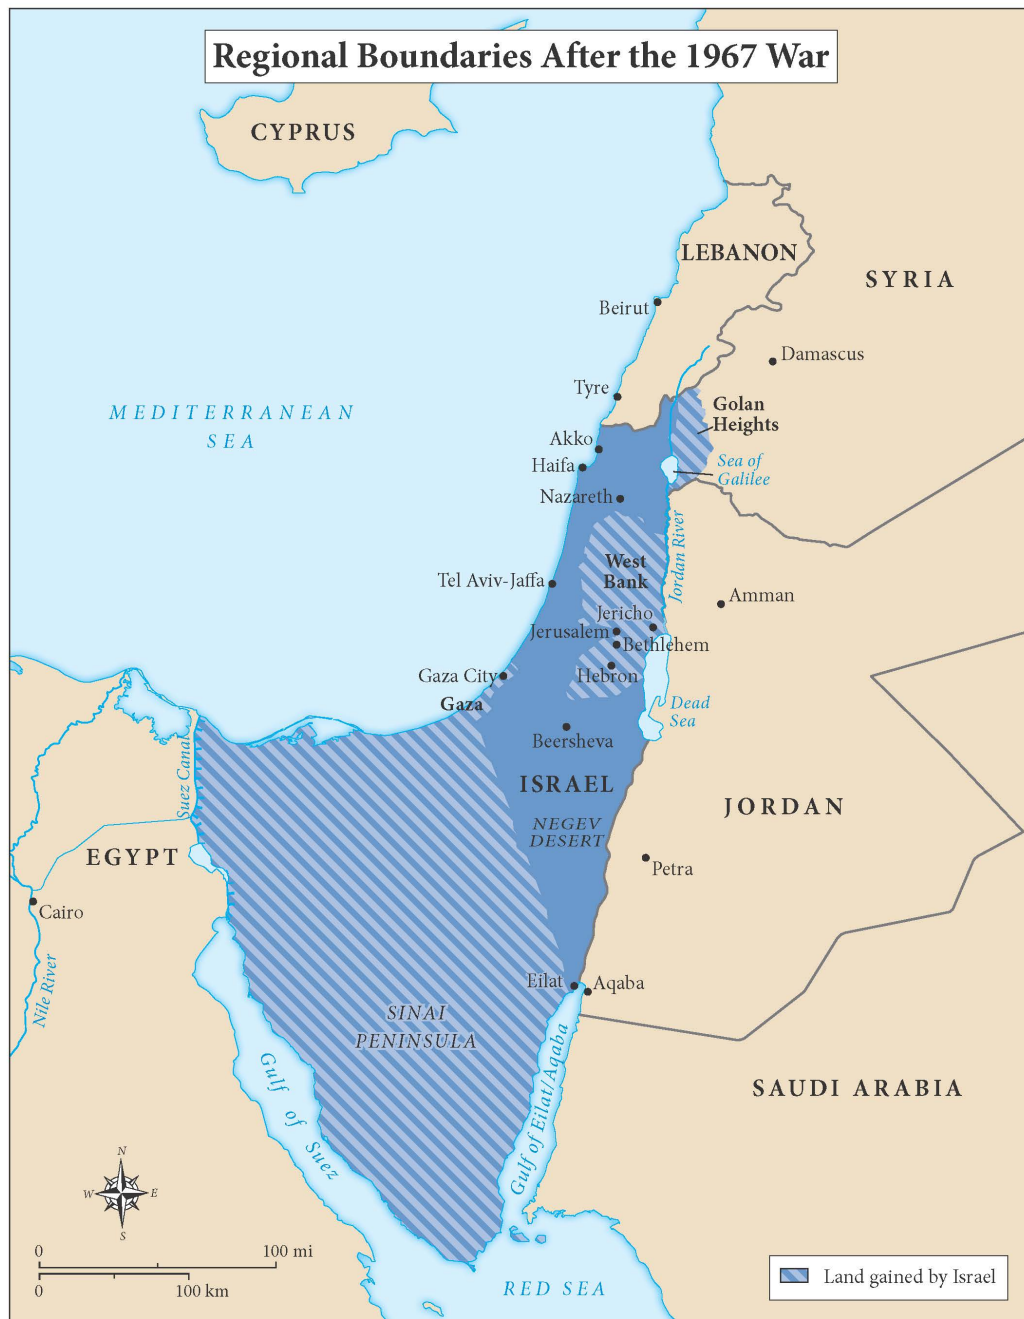 Regional Boundaries After the 1967 War
CYPRUS
LEBANON
SYRIA
Beirut
Damascus
Tyre
Golan
Heights
MEDITERRANEAN
SEA
Akko
Haifa
Sea of
Galilee
Nazareth
Jordan River
West
Bank
Tel Aviv-Jaffa
Amman
Jericho
Jerusalem
Bethlehem
Hebron
Gaza City
Gaza
Dead
Sea
Beersheva
Suez Canal
ISRAEL
JORDAN
NEGEV
DESERT
EGYPT
Petra
Cairo
Nile River
Eilat
Aqaba
SINAI
PENINSULA
Gulf of Suez
Gulf of Eilat/Aqaba
SAUDI ARABIA
N
W
E
S
0
100 mi
0
100 km
RED SEA
Land gained by Israel